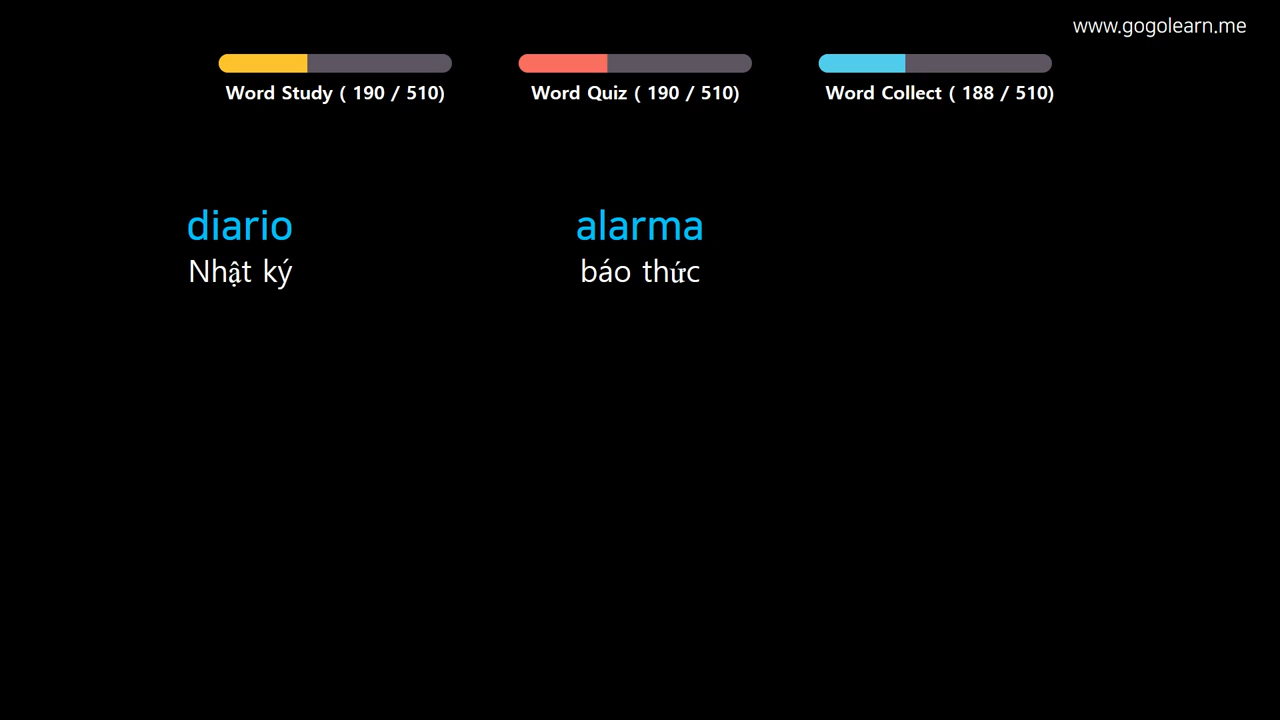 www.gogolearn.me
Word Study ( 190 / 510)
Word Quiz ( 190 / 510)
Word Collect ( 188 / 510)
diario
Nhật ký
alarma
báo thức